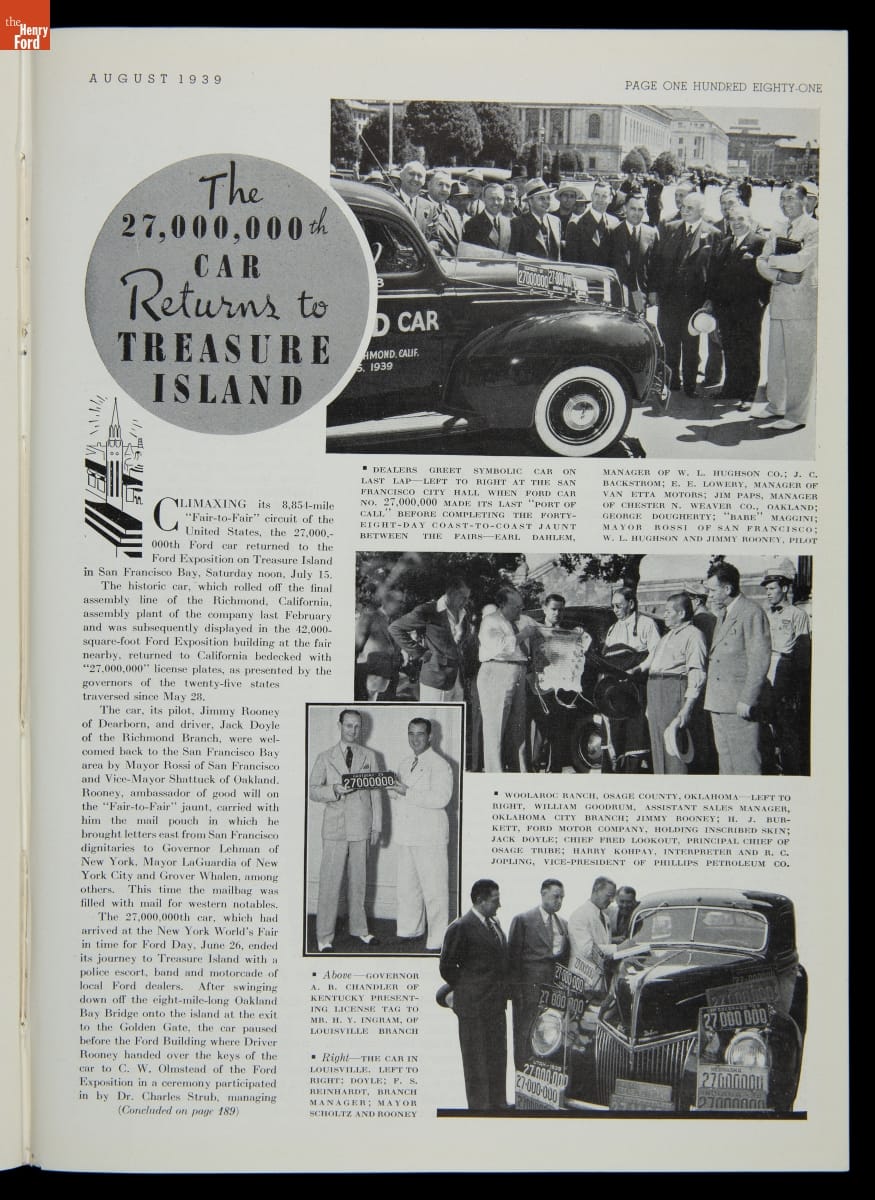 the
Henry
Ford
AUGUST 1939
PAGE ONE HUNDRED EIGHTY-ONE
The
27,000,000th
CAR
Returns to
TREASURE
ISLAND
D CAR
HMOND, CALIF.
5, 1939
27000000
27-000-000
▪ DEALERS GREET SYMBOLIC CAR ON
LAST LAP—LEFT TO RIGHT AT THE SAN
FRANCISCO CITY HALL WHEN FORD CAR
NO. 27,000,000 MADE ITS LAST "PORT OF
CALL" BEFORE COMPLETING THE FORTY-
EIGHT-DAY COAST-TO-COAST JAUNT
BETWEEN THE FAIRS—EARL DAHLEM,
MANAGER OF W. L. HUGHSON CO.; J. C.
BACKSTROM; E. E. LOWERY, MANAGER OF
VAN ETTA MOTORS; JIM PAPS, MANAGER
OF CHESTER N. WEAVER CO., OAKLAND;
GEORGE DOUGHERTY; "BABE" MAGGINI;
MAYOR ROSSI OF SAN FRANCISCO;
W. L. HUGHSON AND JIMMY ROONEY, PILOT
CLIMAXING its 8,854-mile
"Fair-to-Fair" circuit of the
United States, the 27,000,-
000th Ford car returned to the
Ford Exposition on Treasure Island
in San Francisco Bay, Saturday noon, July 15.
The historic car, which rolled off the final
assembly line of the Richmond, California,
assembly plant of the company last February
and was subsequently displayed in the 42,000-
square-foot Ford Exposition building at the fair
nearby, returned to California bedecked with
"27,000,000" license plates, as presented by the
governors of the twenty-five states
traversed since May 28.
The car, its pilot, Jimmy Rooney
of Dearborn, and driver, Jack Doyle
of the Richmond Branch, were wel-
comed back to the San Francisco Bay
area by Mayor Rossi of San Francisco
and Vice-Mayor Shattuck of Oakland.
Rooney, ambassador of good will on
the "Fair-to-Fair" jaunt, carried with
him the mail pouch in which he
brought letters east from San Francisco
dignitaries to Governor Lehman of
New York, Mayor LaGuardia of New
York City and Grover Whalen, among
others. This time the mailbag was
filled with mail for western notables.
The 27,000,000th car, which had
arrived at the New York World's Fair
in time for Ford Day, June 26, ended
its journey to Treasure Island with a
police escort, band and motorcade of
local Ford dealers. After swinging
down off the eight-mile-long Oakland
Bay Bridge onto the island at the exit
to the Golden Gate, the car paused
before the Ford Building where Driver
Rooney handed over the keys of the
car to C. W. Olmstead of the Ford
Exposition in a ceremony participated
in by Dr. Charles Strub, managing
(Concluded on page 189)
27000000
▪ WOOLAROC RANCH, OSAGE COUNTY, OKLAHOMA—LEFT TO
RIGHT, WILLIAM GOODRUM, ASSISTANT SALES MANAGER,
OKLAHOMA CITY BRANCH; JIMMY ROONEY; H. J. BUR-
KETT, FORD MOTOR COMPANY, HOLDING INSCRIBED SKIN;
JACK DOYLE; CHIEF FRED LOOKOUT, PRINCIPAL CHIEF OF
OSAGE TRIBE; HARRY KOHPAY, INTERPRETER AND R. C.
JOPLING, VICE-PRESIDENT OF PHILLIPS PETROLEUM CO.
▪ Above—GOVERNOR
A. B. CHANDLER OF
KENTUCKY PRESENT-
ING LICENSE TAG TO
MR. H. Y. INGRAM, OF
LOUISVILLE BRANCH
▪ Right—THE CAR IN
LOUISVILLE. LEFT TO
RIGHT; DOYLE; F. S.
REINHARDT, BRANCH
MANAGER; MAYOR
SCHOLTZ AND ROONEY
27 000 000
27,000,000
27-000-000
27 000 000
NEBRASKA
27000000
27000000